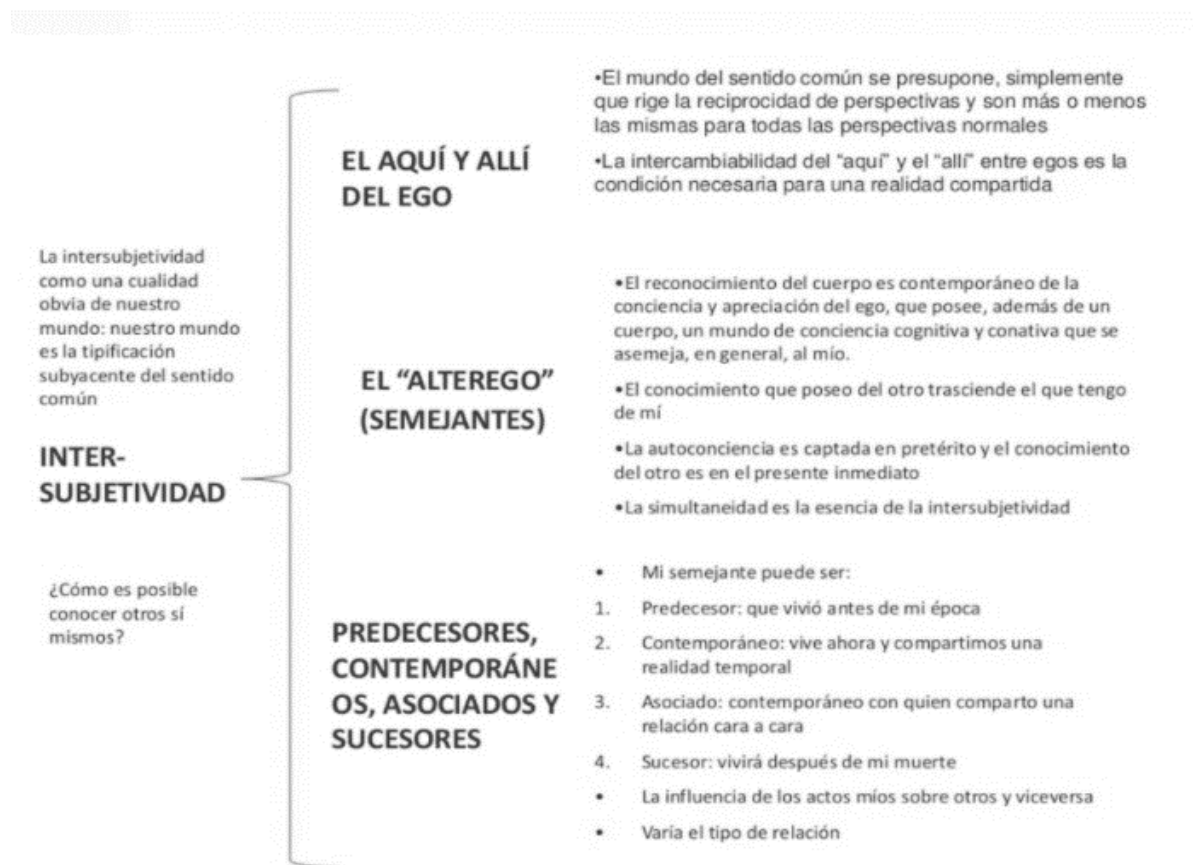 La intersubjetividad
como una cualidad
obvia de nuestro
mundo: nuestro mundo
es la tipificación
subyacente del sentido
común
INTER-
SUBJETIVIDAD
¿Cómo es posible
conocer otros sí
mismos?
EL AQUÍ Y ALLÍ
DEL EGO
•El mundo del sentido común se presupone, simplemente
que rige la reciprocidad de perspectivas y son más o menos
las mismas para todas las perspectivas normales
•La intercambiabilidad del "aquí" y el "allí" entre egos es la
condición necesaria para una realidad compartida
EL “ALTEREGO”
(SEMEJANTES)
•El reconocimiento del cuerpo es contemporáneo de la
conciencia y apreciación del ego, que posee, además de un
cuerpo, un mundo de conciencia cognitiva y conativa que se
asemeja, en general, al mío.
•El conocimiento que poseo del otro trasciende el que tengo
de mí
•La autoconciencia es captada en pretérito y el conocimiento
del otro es en el presente inmediato
•La simultaneidad es la esencia de la intersubjetividad
PREDECESORES,
CONTEMPORÁNE
OS, ASOCIADOS Y
SUCESORES
• Mi semejante puede ser:
1. Predecesor: que vivió antes de mi época
2. Contemporáneo: vive ahora y compartimos una
realidad temporal
3. Asociado: contemporáneo con quien comparto una
relación cara a cara
4. Sucesor: vivirá después de mi muerte
• La influencia de los actos míos sobre otros y viceversa
• Varía el tipo de relación